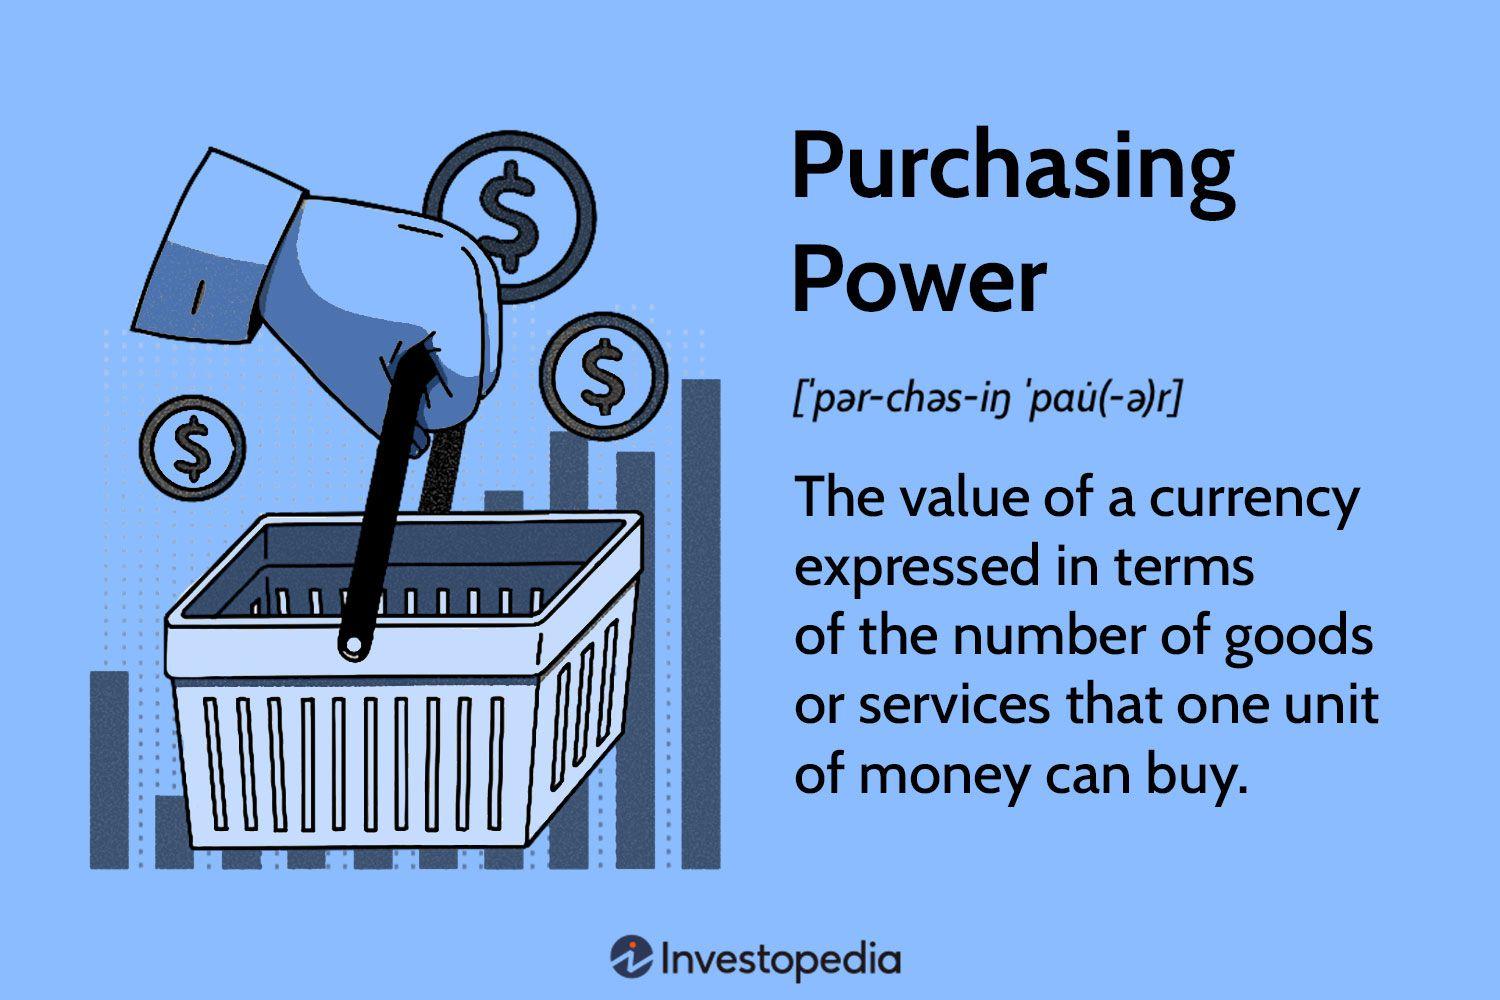 Purchasing
Power
[ˈpər-chəs-iŋ ˈpau̇(-ə)r]
The value of a currency
expressed in terms
of the number of goods
or services that one unit
of money can buy.
$
$
$
Investopedia